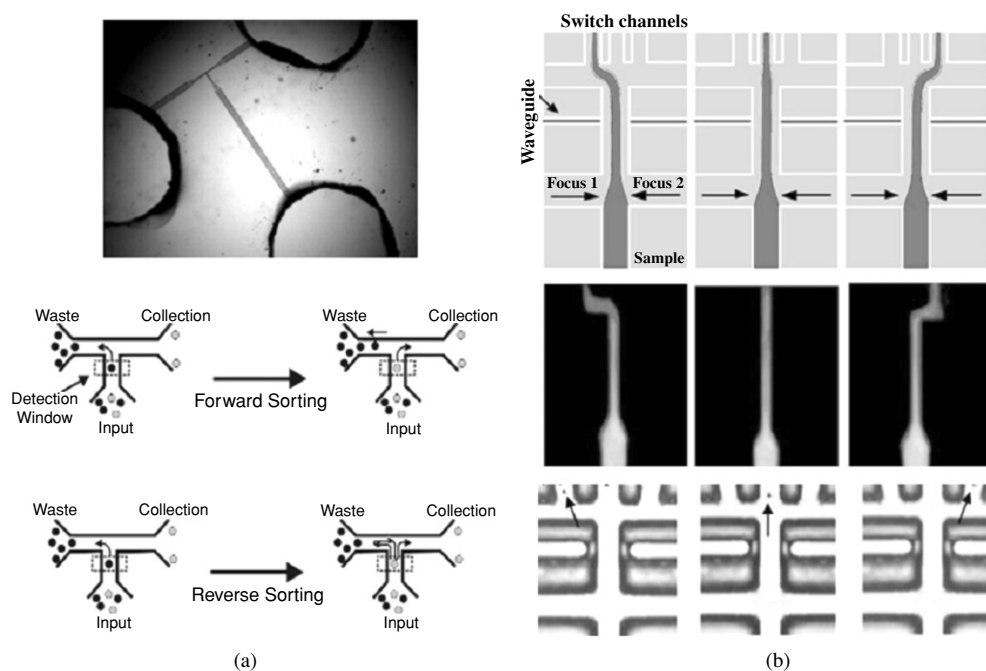 Waste
Collection
Waste
Collection
Detection
Window
Forward Sorting
Input
Input
Waste
Collection
Waste
Collection
Reverse Sorting
Input
Input
(a)
Switch channels
Waveguide
Focus 1
Focus 2
Sample
(b)